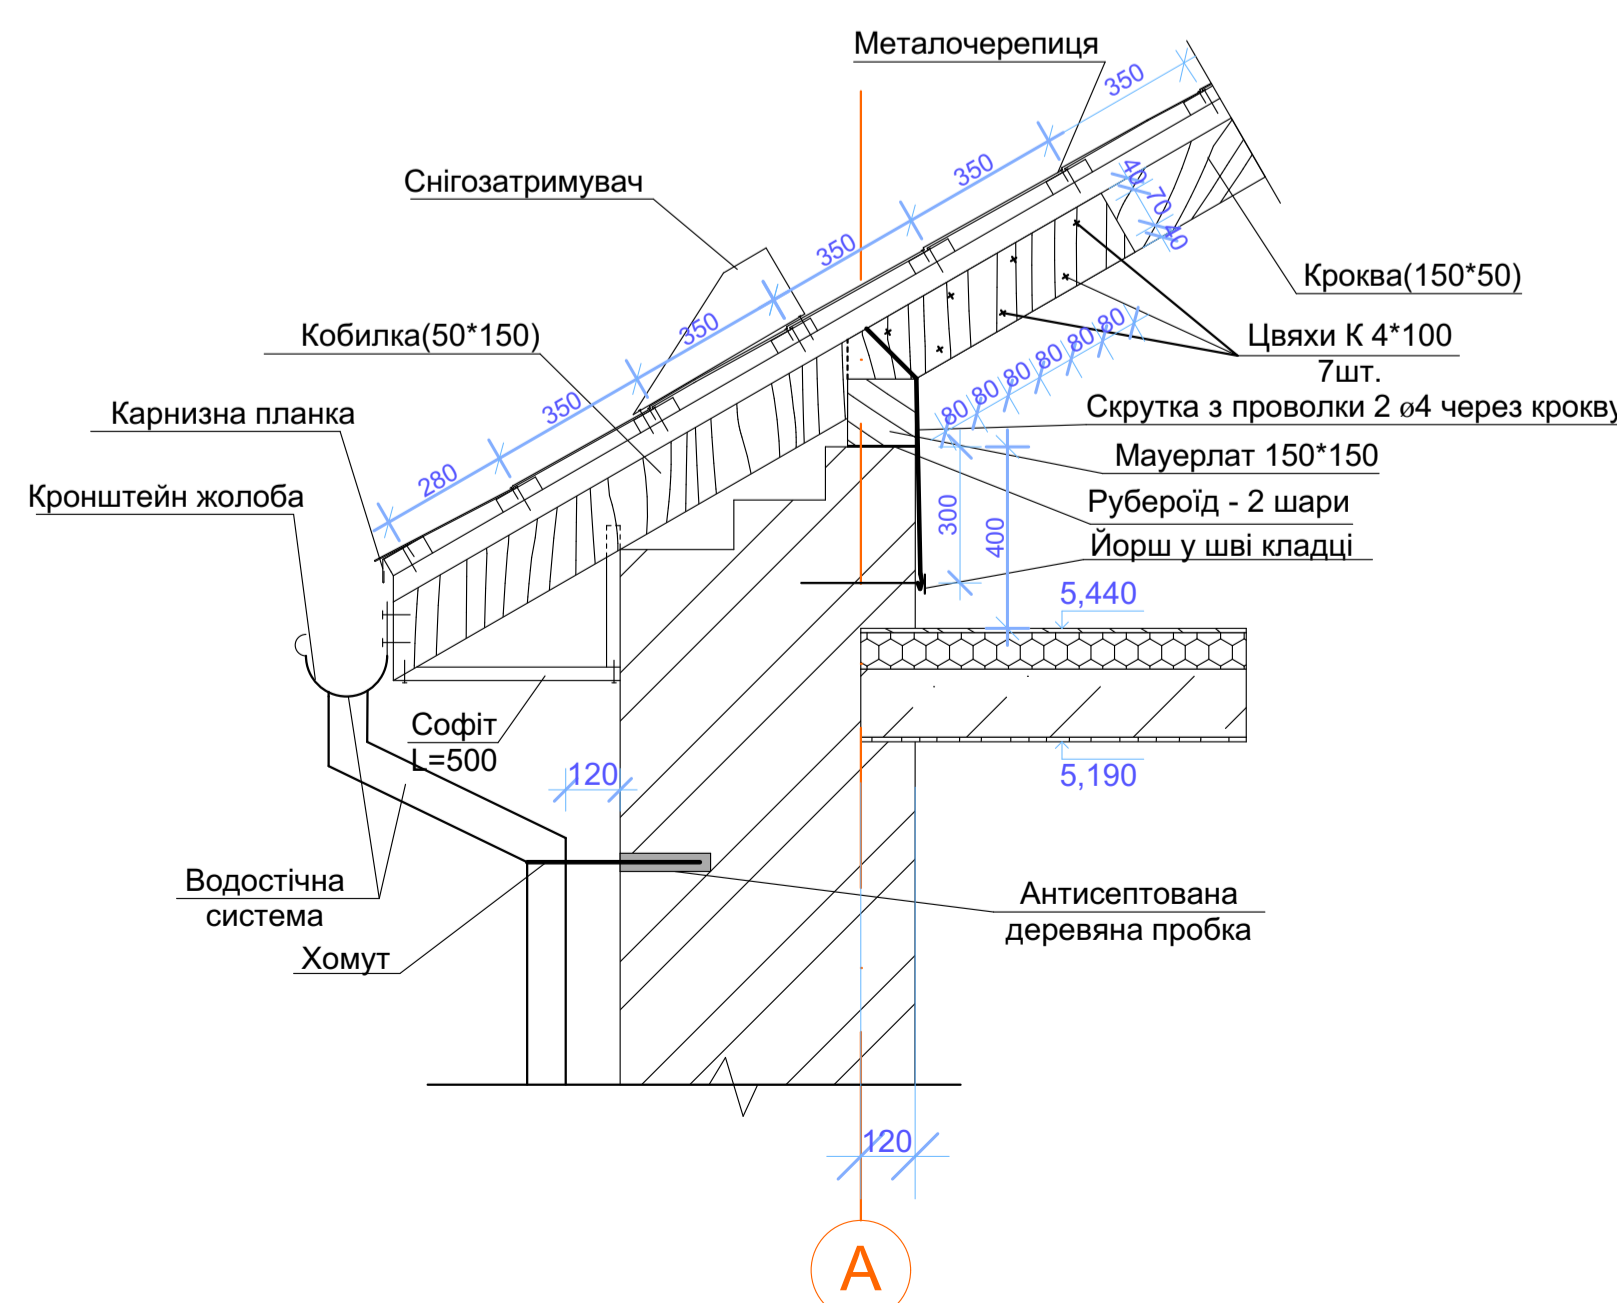 Металочерепиця
350
Снігозатримувач
350
40
70
40
350
Кроква(150*50)
Кобилка(50*150)
350
Цвяхи К 4*100
7шт.
80
80
80
80
80
80
350
Карнизна планка
Скрутка з проволки 2 ø4 через крокву
Мауерлат 150*150
280
Кронштейн жолоба
Рубероїд - 2 шари
300
400
Йорш у шві кладці
5,440
Софіт
L=500
120
5,190
Водостічна
система
Антисептована
деревяна пробка
Хомут
120
А